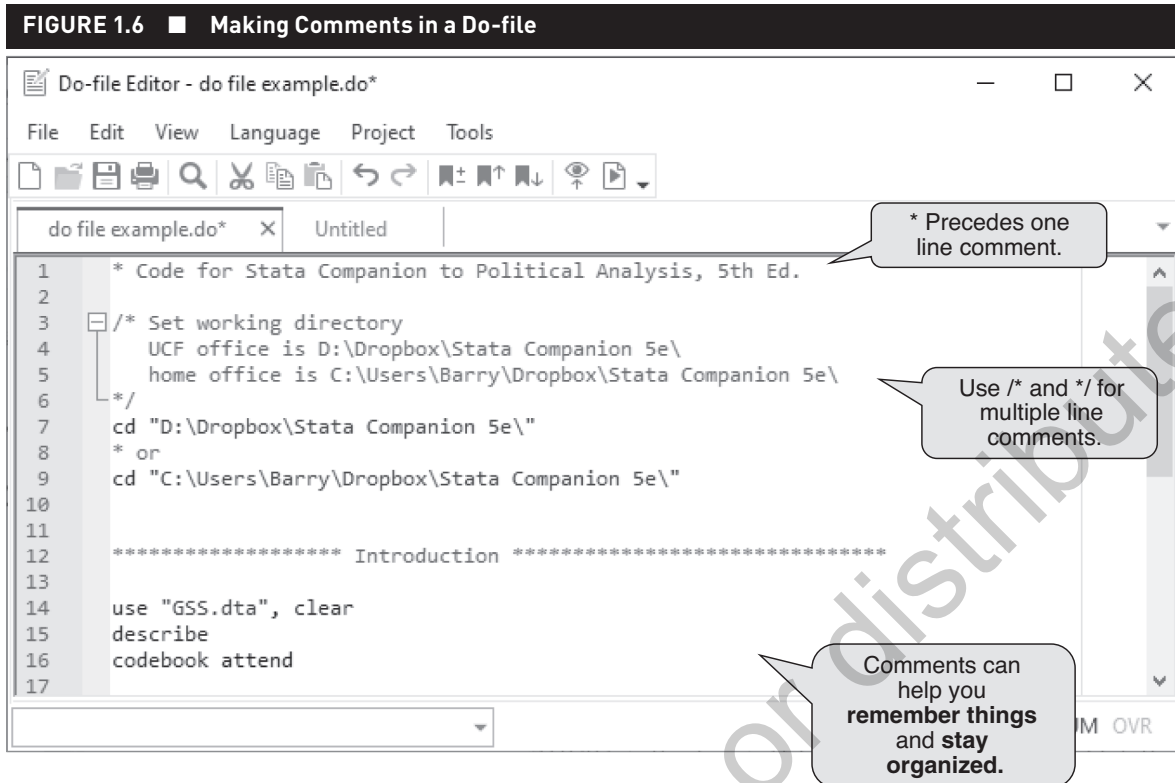 FIGURE 1.6 ■ Making Comments in a Do-file
Do-file Editor - do file example.do*
File Edit View Language Project Tools
do file example.do* Untitled
* Precedes one
line comment.
1 * Code for Stata Companion to Political Analysis, 5th Ed.
2
3 /* Set working directory
4 UCF office is D:\Dropbox\Stata Companion 5e\
5 home office is C:\Users\Barry\Dropbox\Stata Companion 5e\
6 */
7 cd "D:\Dropbox\Stata Companion 5e\"
8 * or
9 cd "C:\Users\Barry\Dropbox\Stata Companion 5e\"
10
11
12 ******************* Introduction *******************************
13
14 use "GSS.dta", clear
15 describe
16 codebook attend
17
Use /* and */ for
multiple line
comments.
Comments can
help you
remember things
and stay
organized.
OVR
or distribute